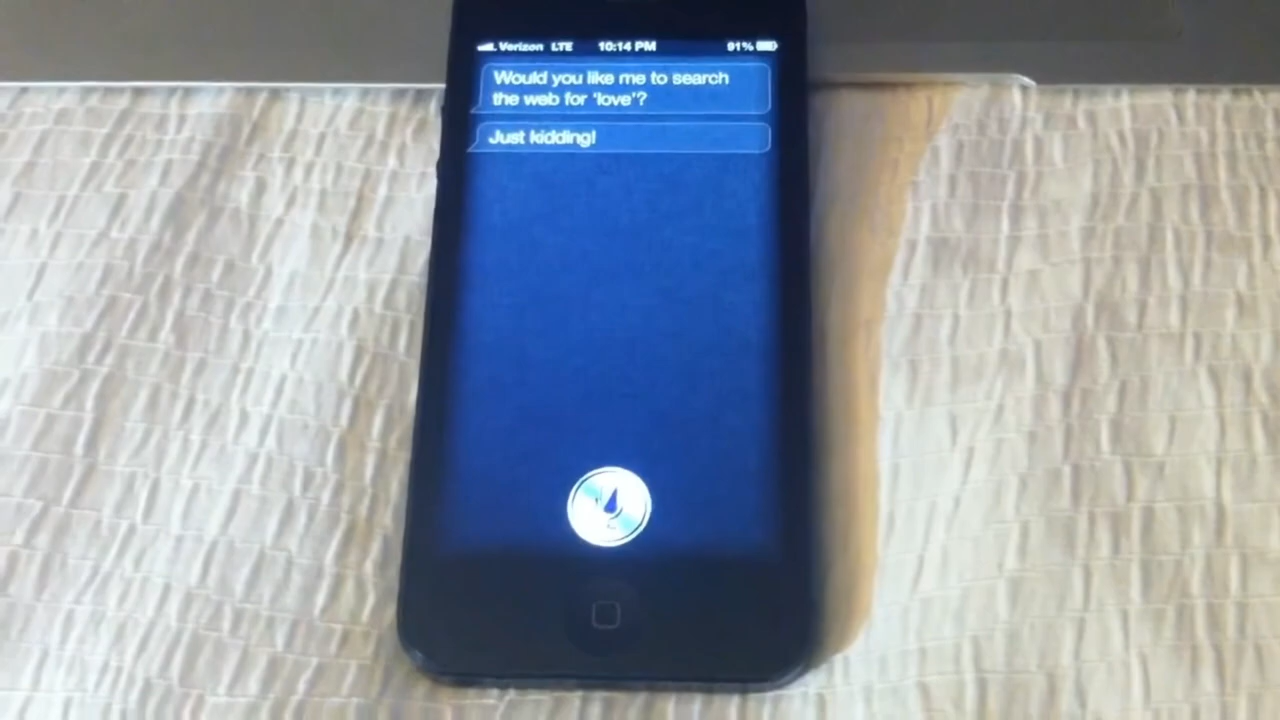 Verizon LTE 10:14 PM 91%
Would you like me to search
the web for 'love'?
Just kidding!